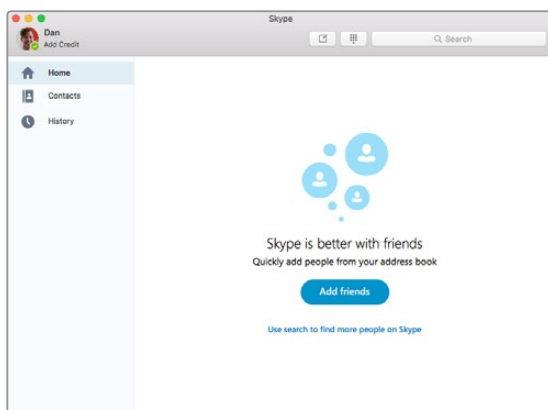 Skype
Dan
Add Credit
Search
Home
Contacts
History
Skype is better with friends
Quickly add people from your address book
Add friends
Use search to find more people on Skype